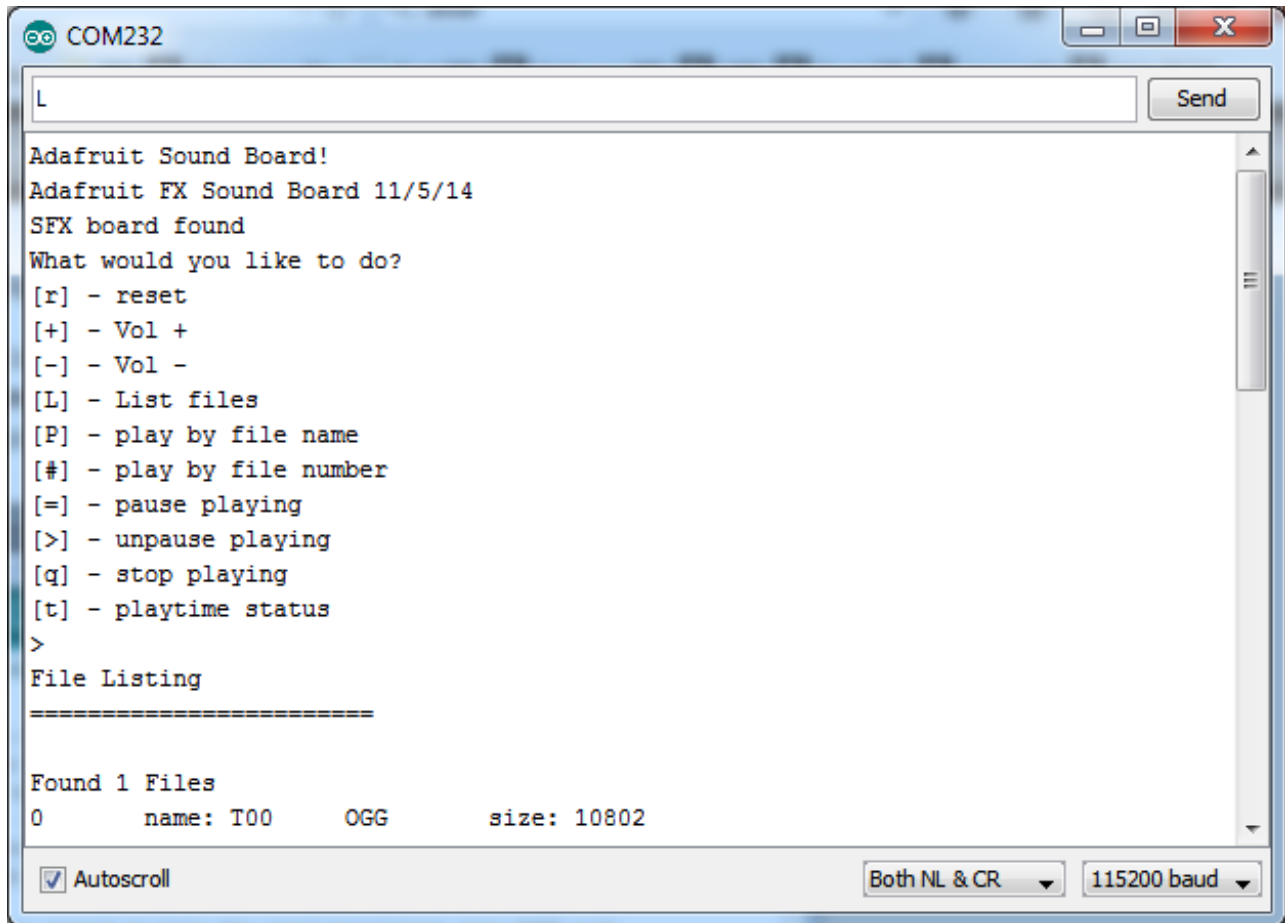 COM232
L
Send
Adafruit Sound Board!
Adafruit FX Sound Board 11/5/14
SFX board found
What would you like to do?
[r] - reset
[+] - Vol +
[-] - Vol -
[L] - List files
[P] - play by file name
[#] - play by file number
[=] - pause playing
[>] - unpause playing
[q] - stop playing
[t] - playtime status
>
File Listing
========================
Found 1 Files
0 name: T00 OGG size: 10802
Autoscroll Both NL & CR 115200 baud